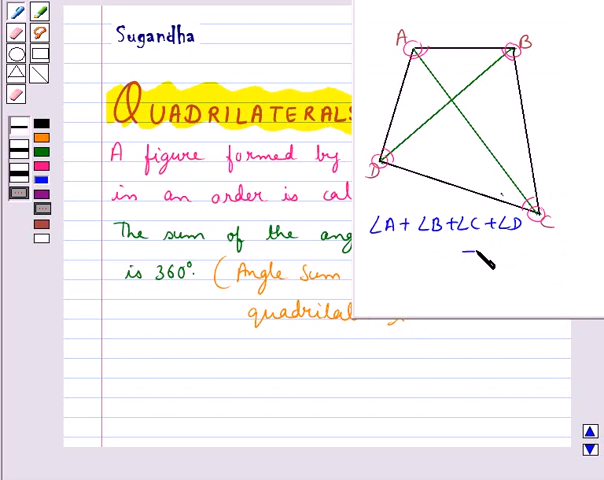 Sugandha
QUADRILATERALS
A figure formed by
in an order is cal
The sum of the ang
is 360°. (Angle Sum
quadrilat
A
B
D
C
∠A + ∠B + ∠C + ∠D